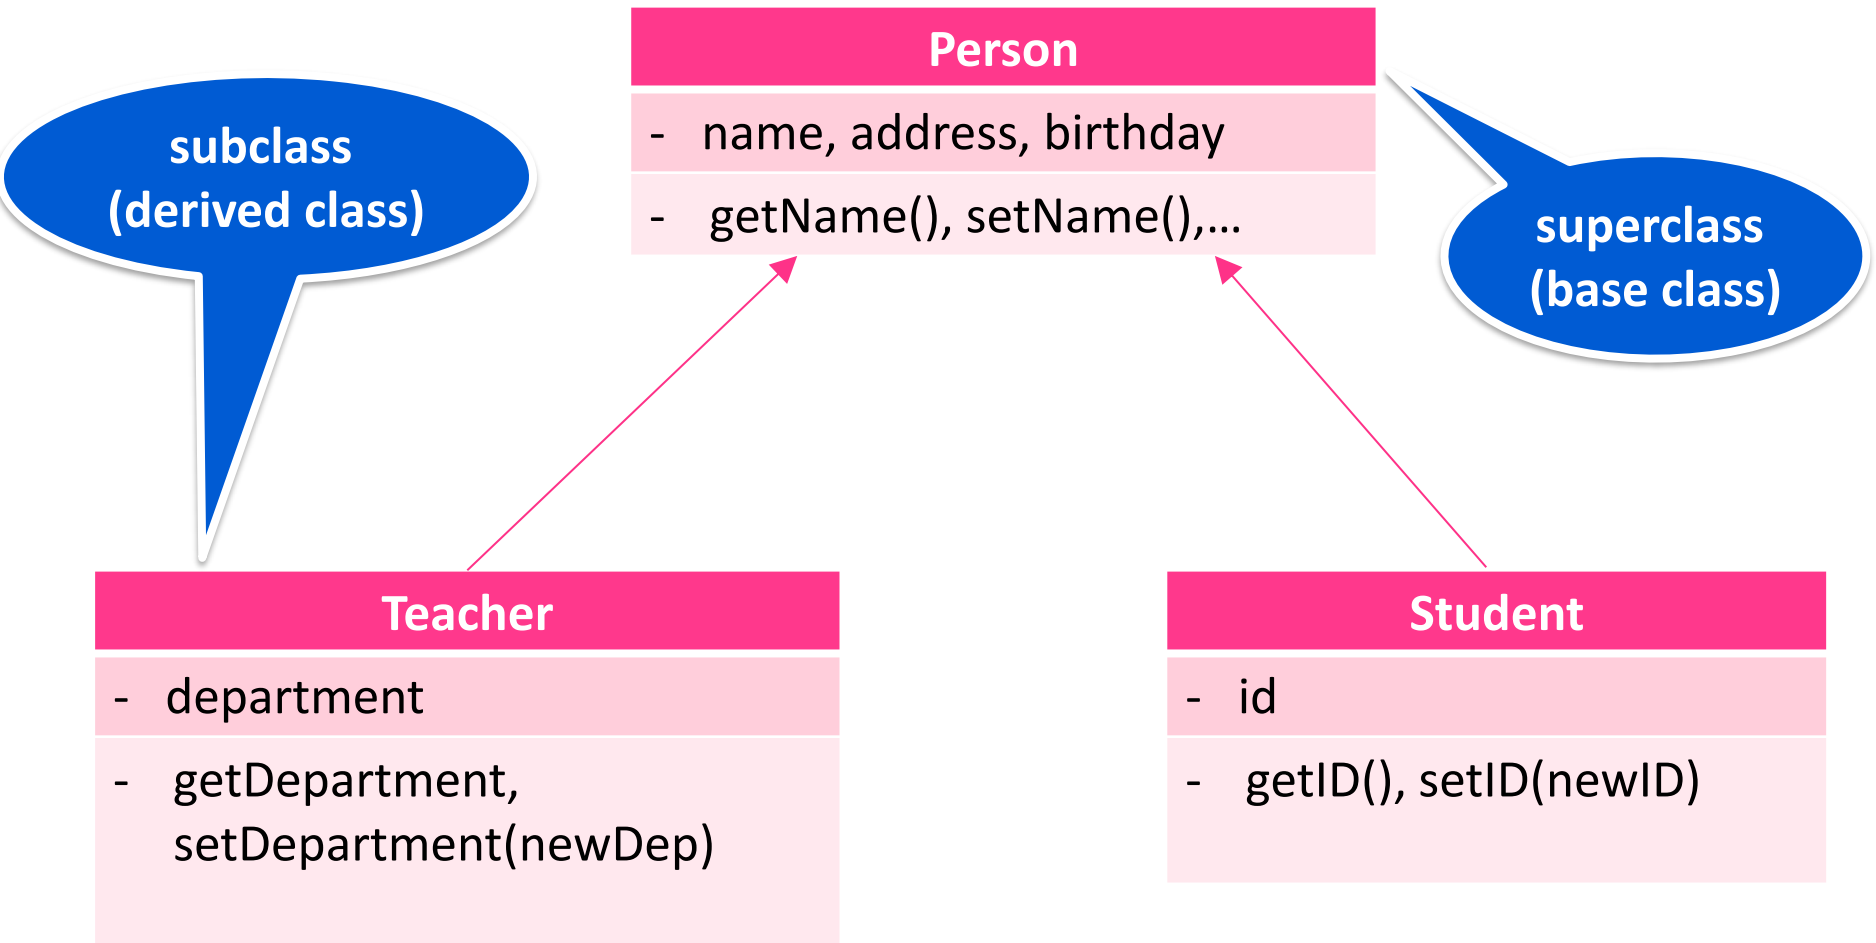 Person
- name, address, birthday
- getName(), setName(),...
subclass
(derived class)
superclass
(base class)
Teacher
- department
- getDepartment,
setDepartment(newDep)
Student
- id
- getID(), setID(newID)